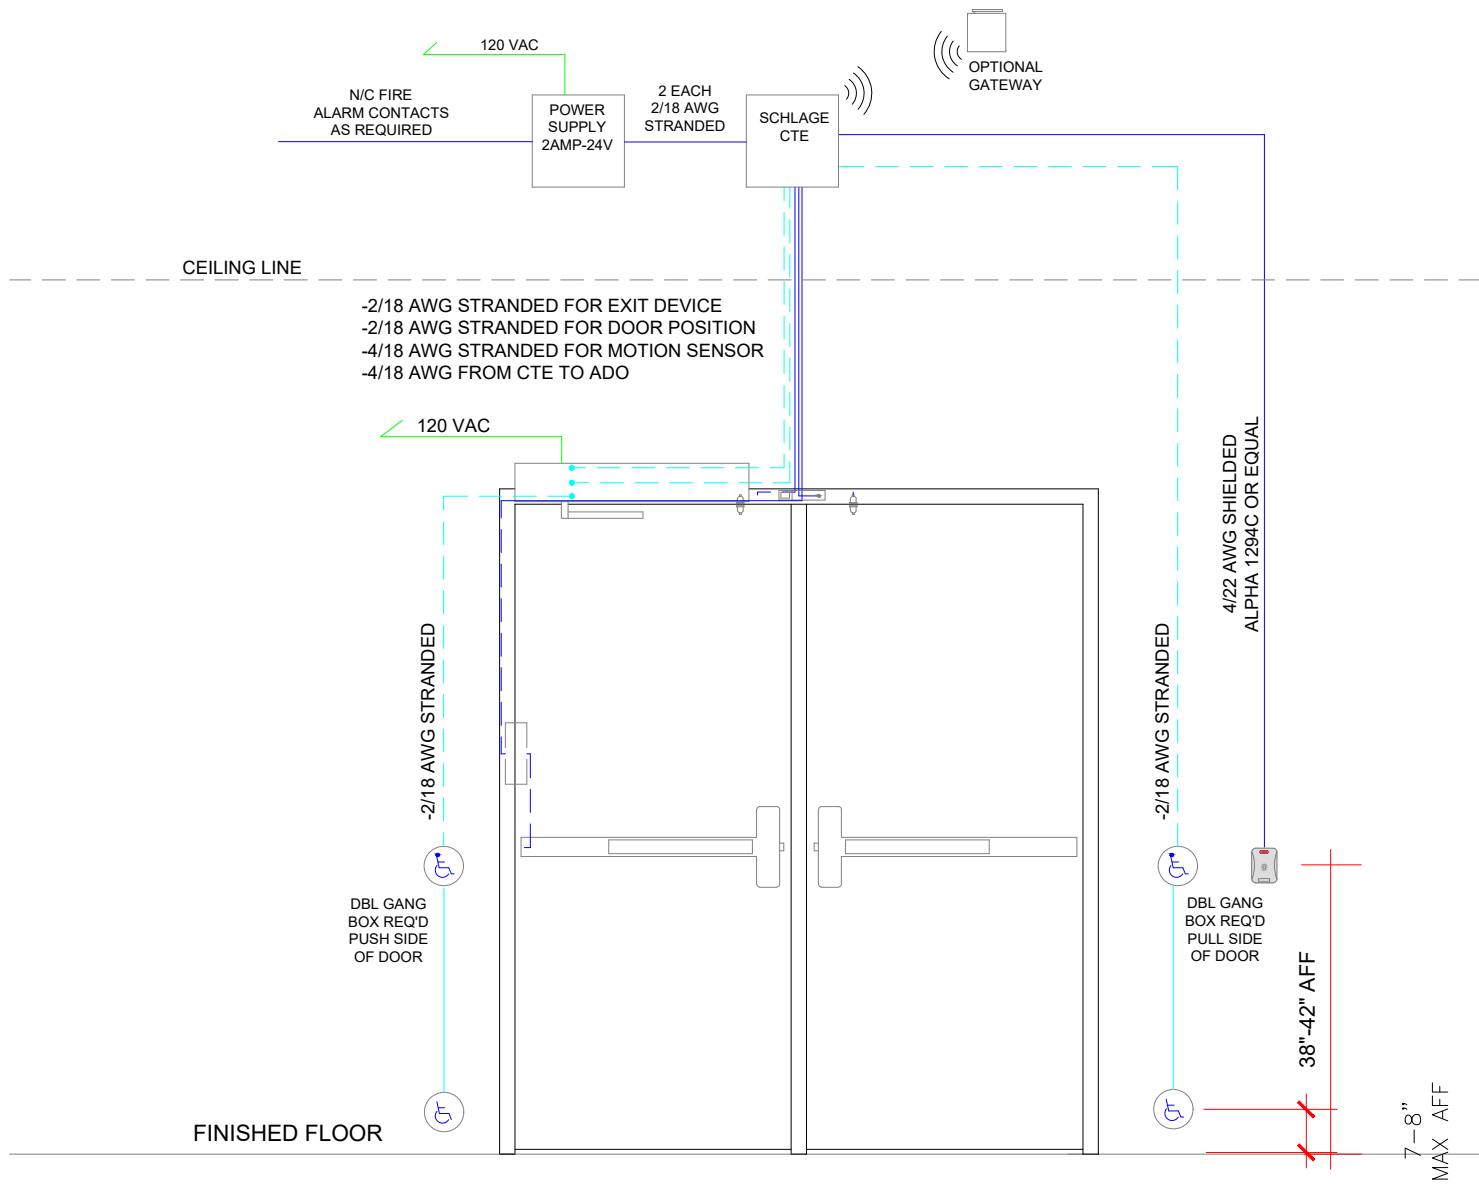 120 VAC
OPTIONAL
GATEWAY
N/C FIRE
ALARM CONTACTS
AS REQUIRED
POWER
SUPPLY
2AMP-24V
2 EACH
2/18 AWG
STRANDED
SCHLAGE
CTE
CEILING LINE
-2/18 AWG STRANDED FOR EXIT DEVICE
-2/18 AWG STRANDED FOR DOOR POSITION
-4/18 AWG STRANDED FOR MOTION SENSOR
-4/18 AWG FROM CTE TO ADO
120 VAC
4/22 AWG SHIELDED
ALPHA 1294C OR EQUAL
-2/18 AWG STRANDED
-2/18 AWG STRANDED
DBL GANG
BOX REQ'D
PUSH SIDE
OF DOOR
DBL GANG
BOX REQ'D
PULL SIDE
OF DOOR
38"-42" AFF
7-8"
MAX AFF
FINISHED FLOOR